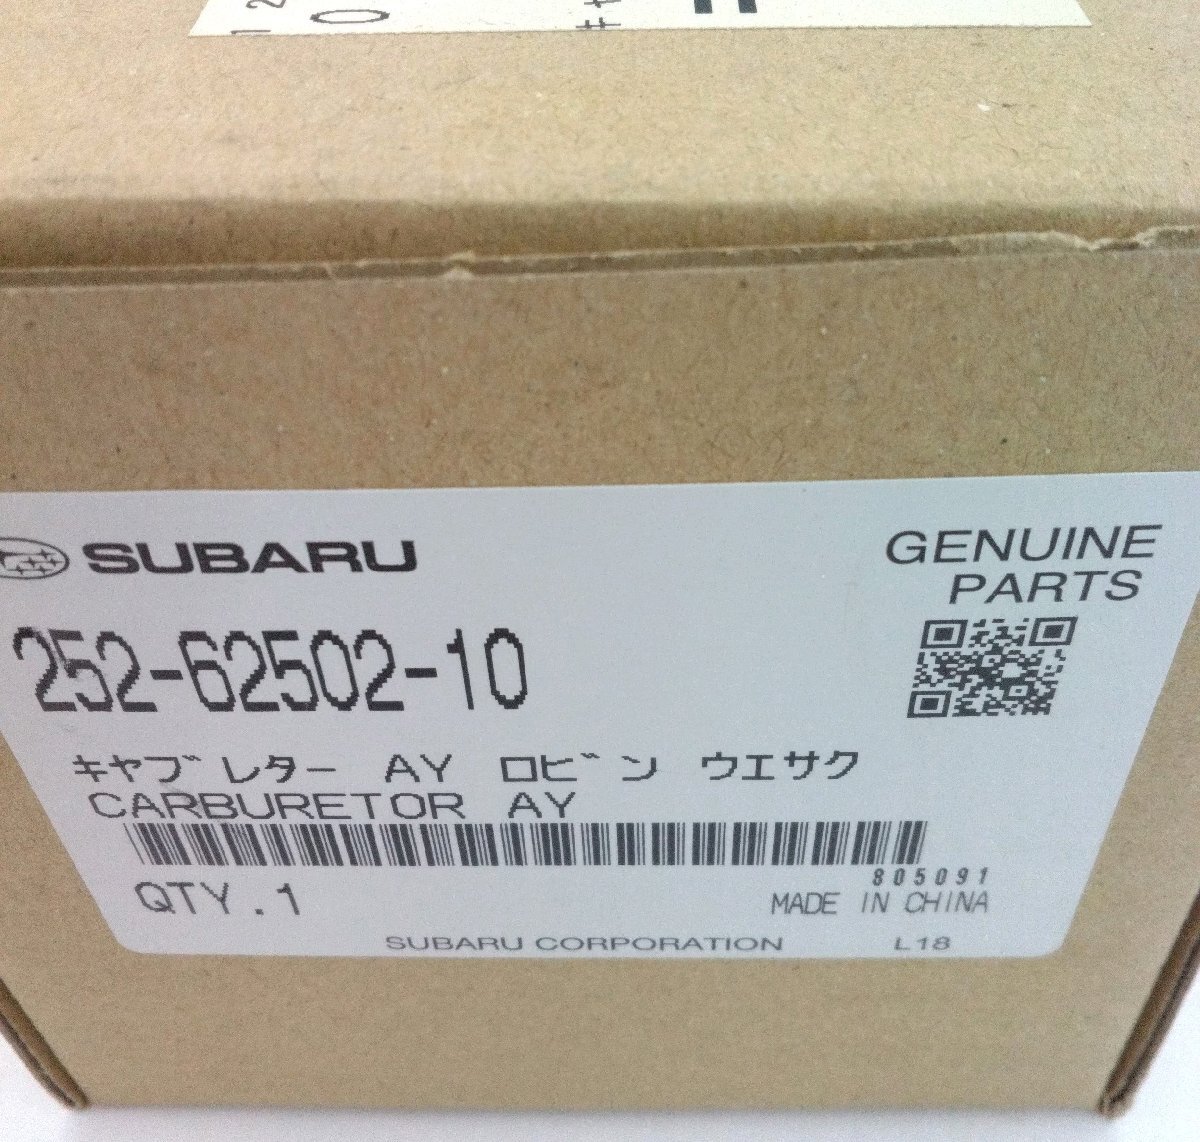 SUBARU
GENUINE
PARTS
252-62502-10
キヤブレター AY ロビン ウエサク
CARBURETOR AY
805091
QTY.1
MADE IN CHINA
SUBARU CORPORATION L18